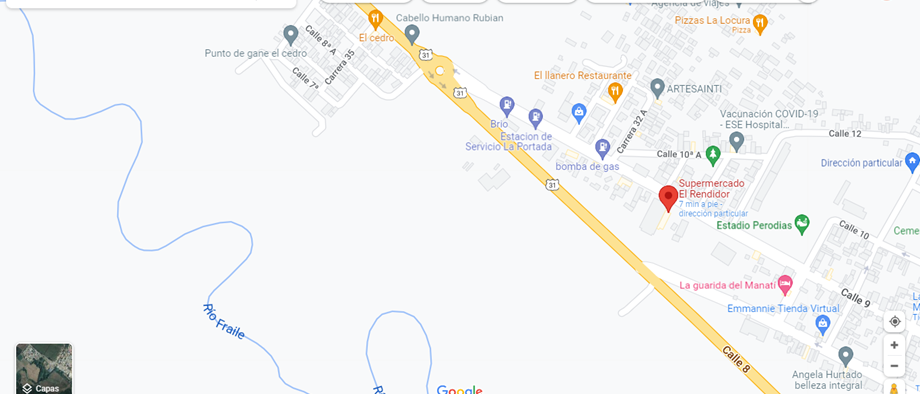 Agencia de viajes
Cabello Humano Rubian
Pizzas La Locura
Pizza
El cedro
Punto de gane el cedro
Calle 8ª A
Carrera 35
Calle 7ª
31
31
El llanero Restaurante
ARTESAINTI
Brio
Estacion de
Servicio La Portada
Carrera 32 A
Vacunación COVID-19
- ESE Hospital...
Calle 12
bomba de gas
Calle 10ª A
Dirección particular
31
Supermercado
El Rendidor
7 min a pie -
dirección particular
Estadio Perodias
Calle 10
Ceme
La guarida del Manatí
Calle 9
Emmannie Tienda Virtual
Río Fraile
Calle 8
Angela Hurtado
belleza integral
Capas
Google